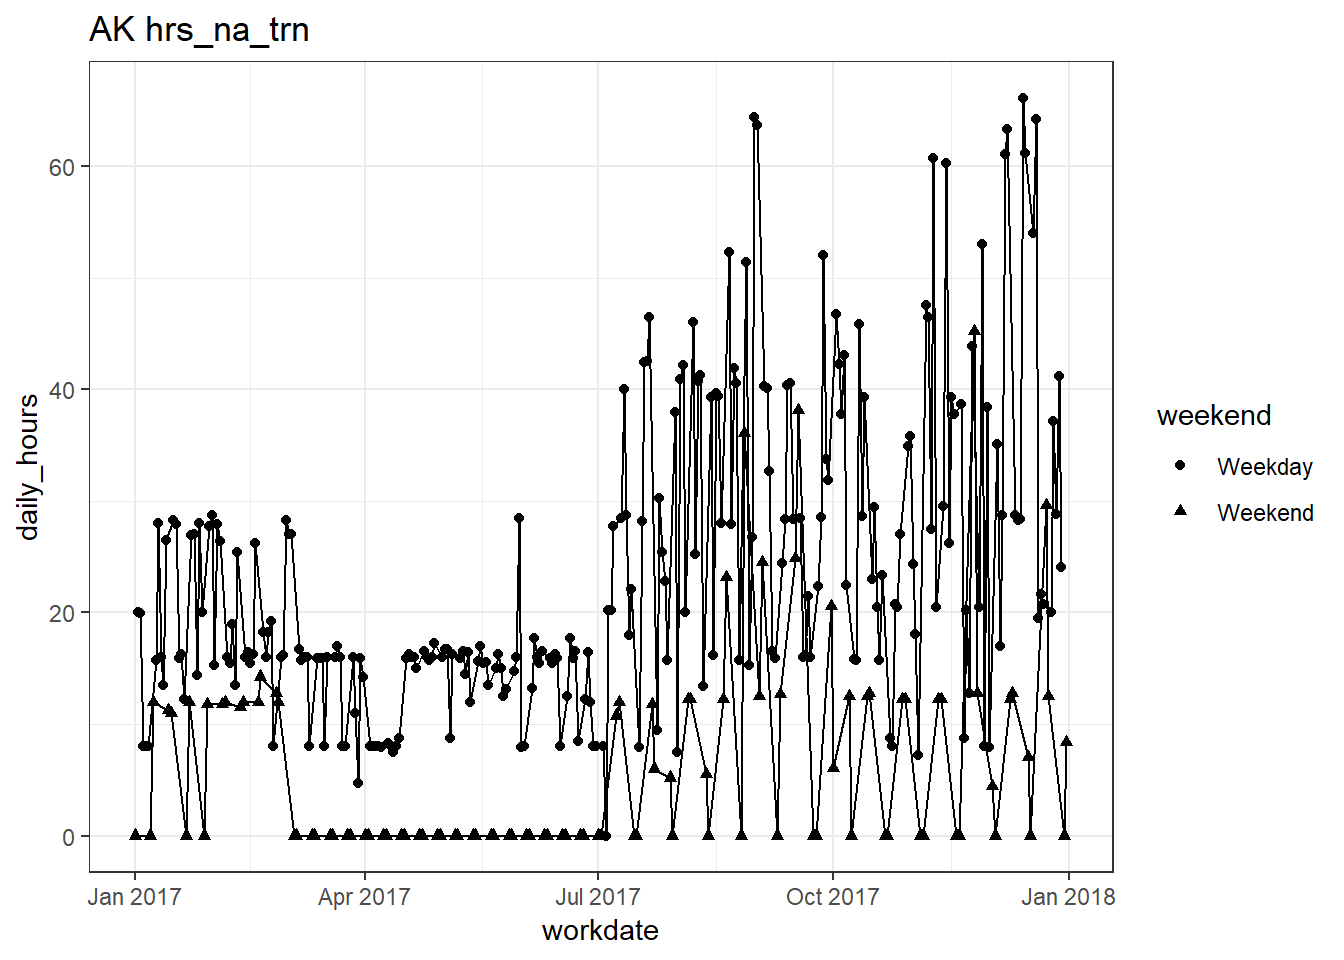 AK hrs_na_trn
60
40
20
0
daily_hours
Jan 2017 Apr 2017 Jul 2017 Oct 2017 Jan 2018
workdate
weekend
Weekday
Weekend